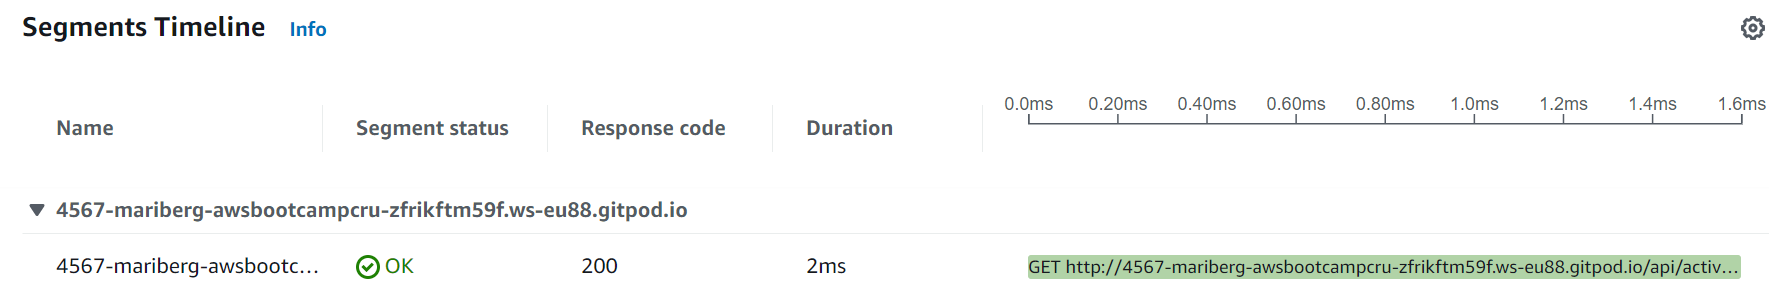 Segments Timeline Info
0.0ms 0.20ms 0.40ms 0.60ms 0.80ms 1.0ms 1.2ms 1.4ms 1.6ms
Name Segment status Response code Duration
4567-mariberg-awsbootcampcru-zfrikftm59f.ws-eu88.gitpod.io
4567-mariberg-awsbootc... OK 200 2ms GET http://4567-mariberg-awsbootcampcru-zfrikftm59f.ws-eu88.gitpod.io/api/activ...